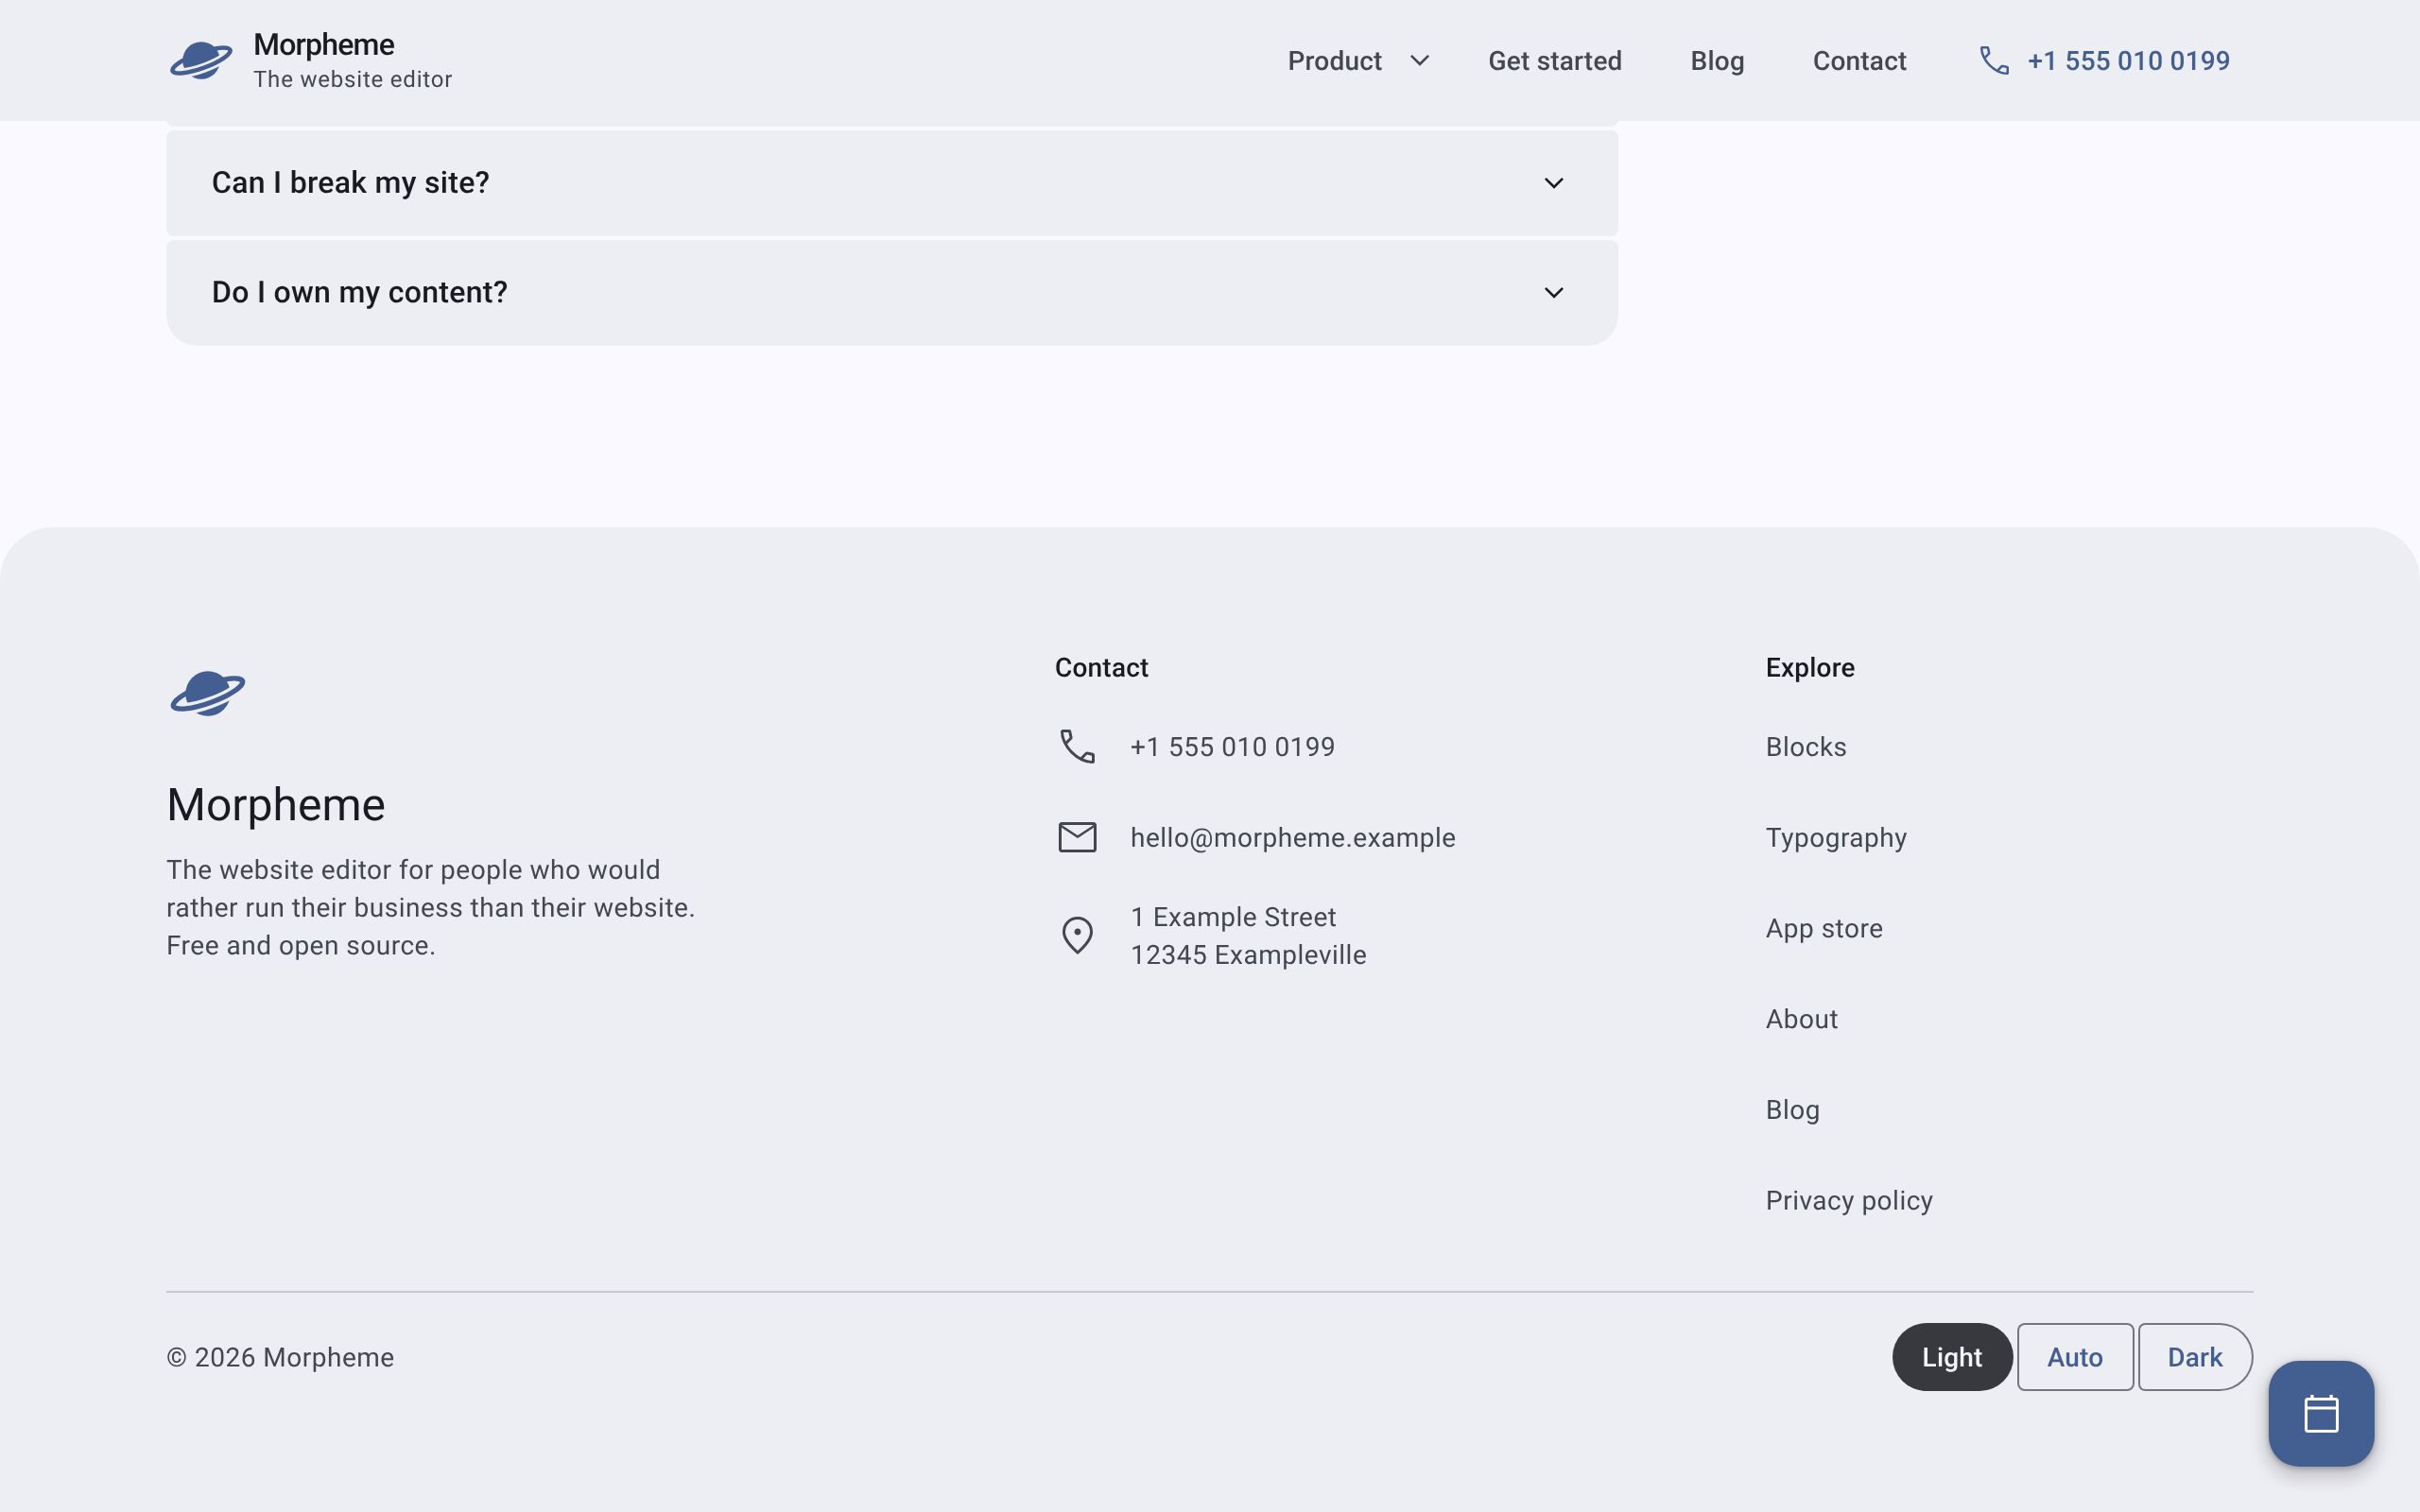 Morpheme
The website editor
Product
Get started
Blog
Contact
+1 555 010 0199
Can I break my site?
Do I own my content?
Morpheme
The website editor for people who would
rather run their business than their website.
Free and open source.
Contact
+1 555 010 0199
hello@morpheme.example
1 Example Street
12345 Exampleville
Explore
Blocks
Typography
App store
About
Blog
Privacy policy
© 2026 Morpheme
Light
Auto
Dark